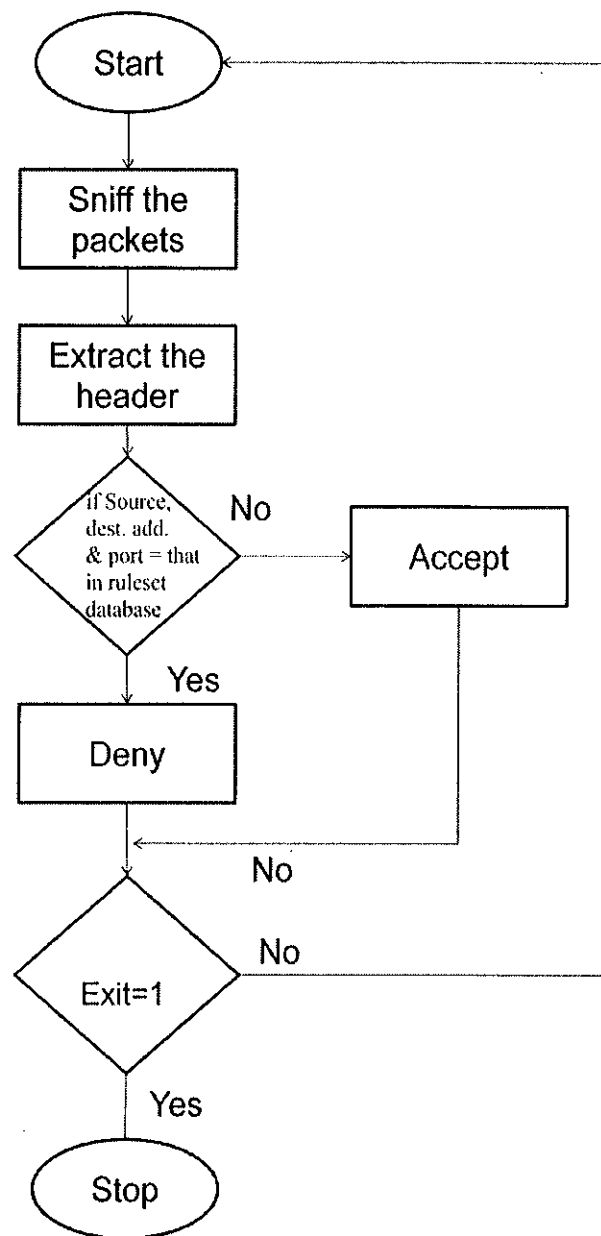 Start
Sniff the
packets
Extract the
header
if Source,
dest. add.
& port = that
in ruleset
database
No
Accept
Yes
Deny
No
Exit=1
No
Yes
Stop